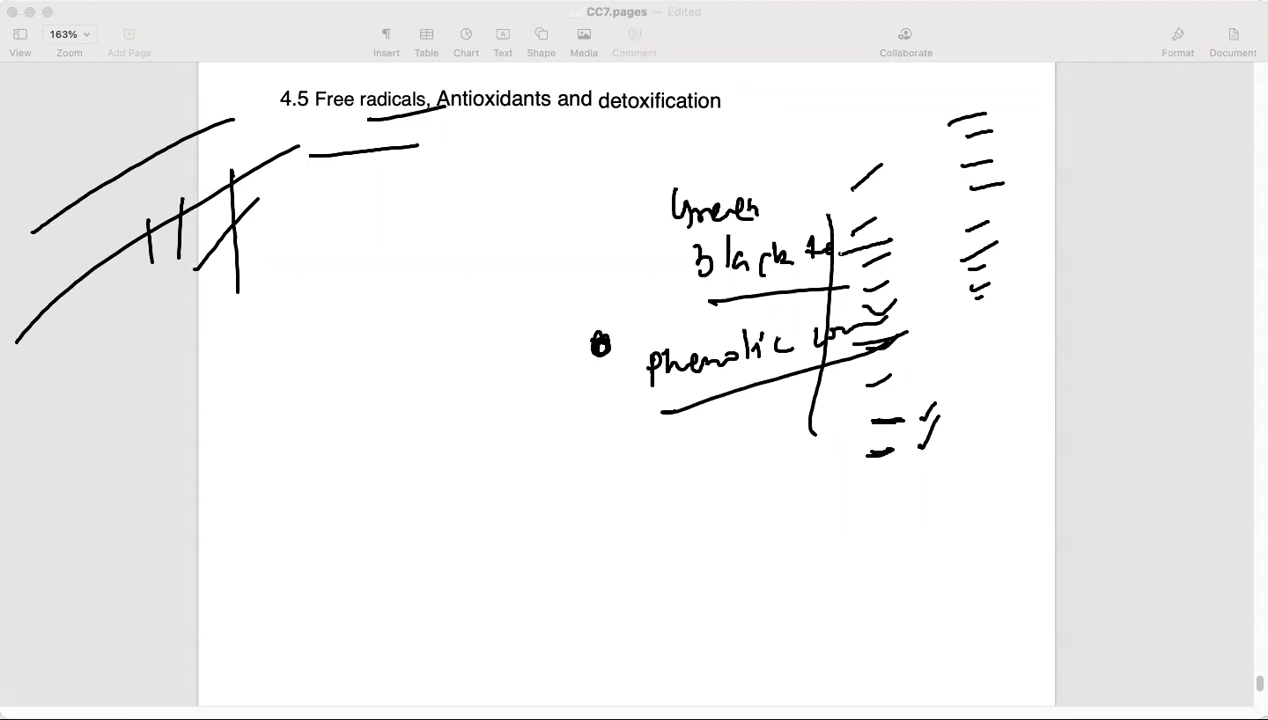 CC7.pages — Edited
163%
View Zoom Add Page Insert Table Chart Text Shape Media Comment Collaborate Format Document
4.5 Free radicals, Antioxidants and detoxification
Green
black te
phenolic